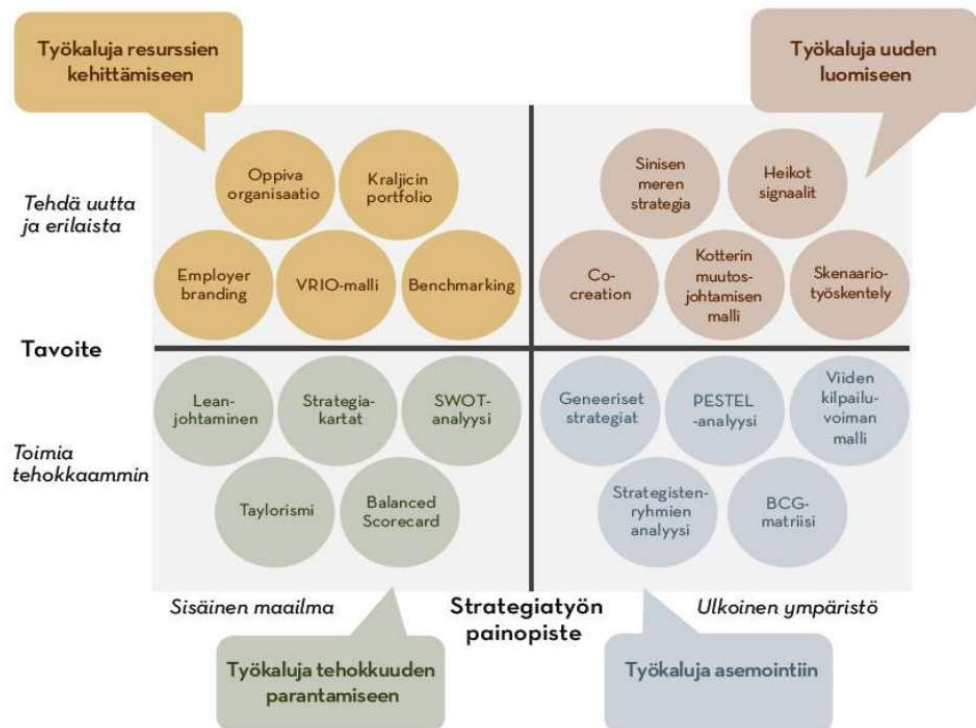 Työkaluja resurssien
kehittämiseen
Työkaluja uuden
luomiseen
Tehdä uutta
ja erilaista
Oppiva
organisaatio
Kraljicin
portfolio
Employer
branding
VRIO-malli
Benchmarking
Sinisen
meren
strategia
Heikot
signaalit
Co-
creation
Kotterin
muutos-
johtamisen
malli
Skenaario-
työskentely
Tavoite
Toimia
tehokkaammin
Lean-
johtaminen
Strategia-
kartat
SWOT-
analyysi
Taylorismi
Balanced
Scorecard
Geneeriset
strategiat
PESTEL
-analyysi
Viiden
kilpailu-
voiman
malli
Strategisten-
ryhmien
analyysi
BCG-
matriisi
Sisäinen maailma
Strategiatyön
painopiste
Ulkoinen ympäristö
Työkaluja tehokkuuden
parantamiseen
Työkaluja asemointiin